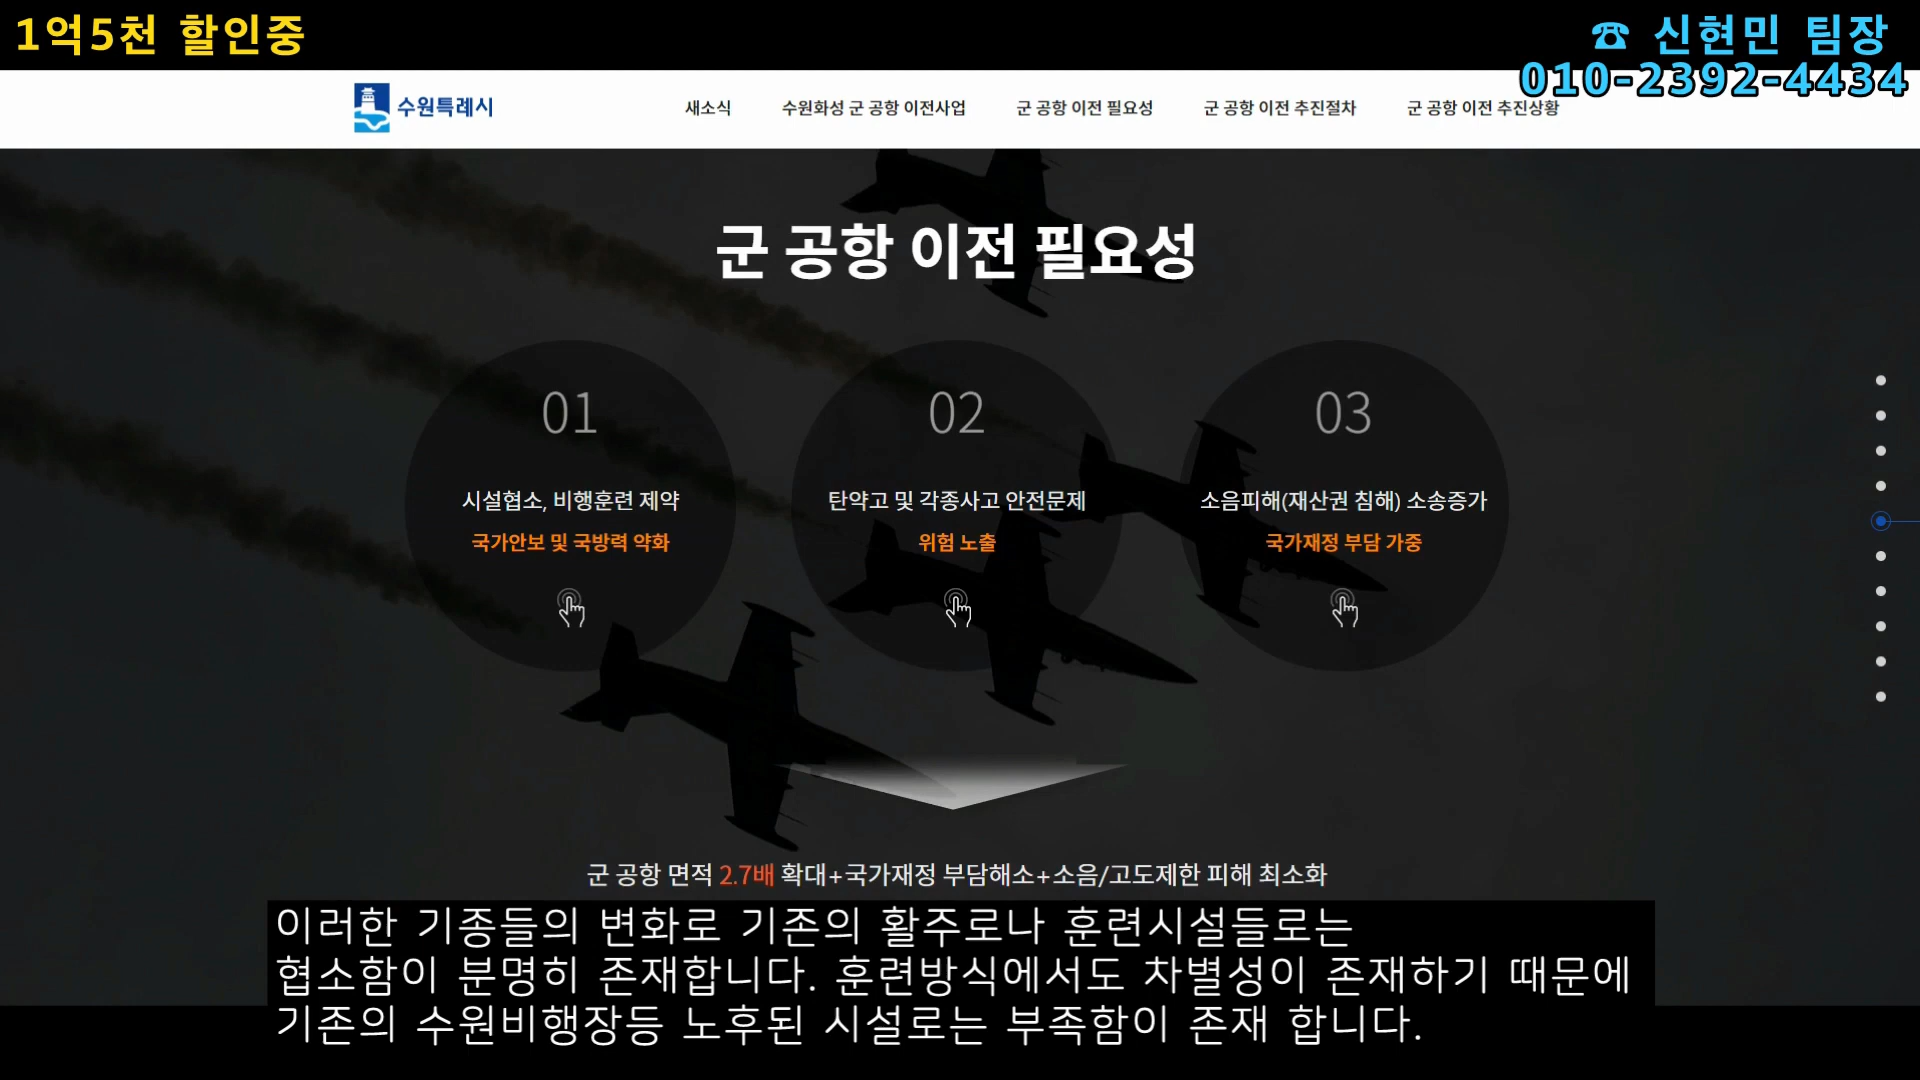 1억5천 할인중
☎ 신현민 팀장
010-2392-4434
수원특례시
새소식
수원화성 군 공항 이전사업
군 공항 이전 필요성
군 공항 이전 추진절차
군 공항 이전 추진상황
군 공항 이전 필요성
01
시설협소, 비행훈련 제약
국가안보 및 국방력 약화
02
탄약고 및 각종사고 안전문제
위험 노출
03
소음피해(재산권 침해) 소송증가
국가재정 부담 가중
군 공항 면적 2.7배 확대+국가재정 부담해소+소음/고도제한 피해 최소화
이러한 기종들의 변화로 기존의 활주로나 훈련시설들로는
협소함이 분명히 존재합니다. 훈련방식에서도 차별성이 존재하기 때문에
기존의 수원비행장등 노후된 시설로는 부족함이 존재 합니다.